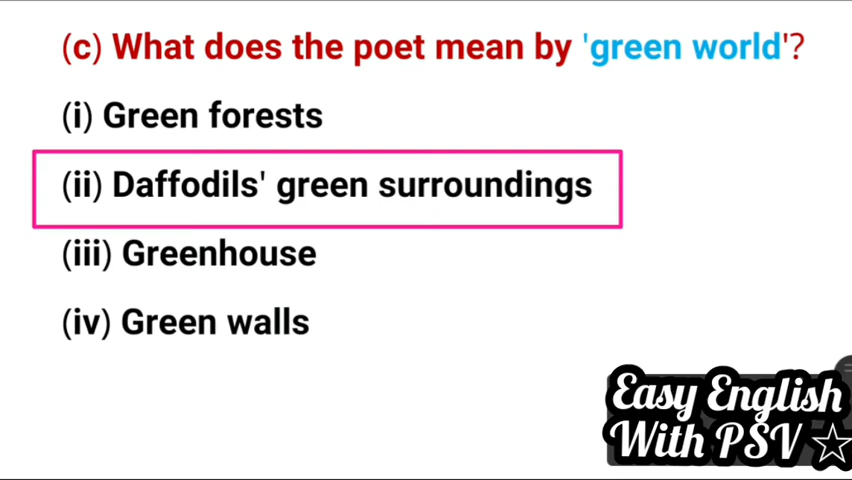 (c) What does the poet mean by 'green world'?
(i) Green forests
(ii) Daffodils' green surroundings
(iii) Greenhouse
(iv) Green walls
Easy English
With PSV ☆